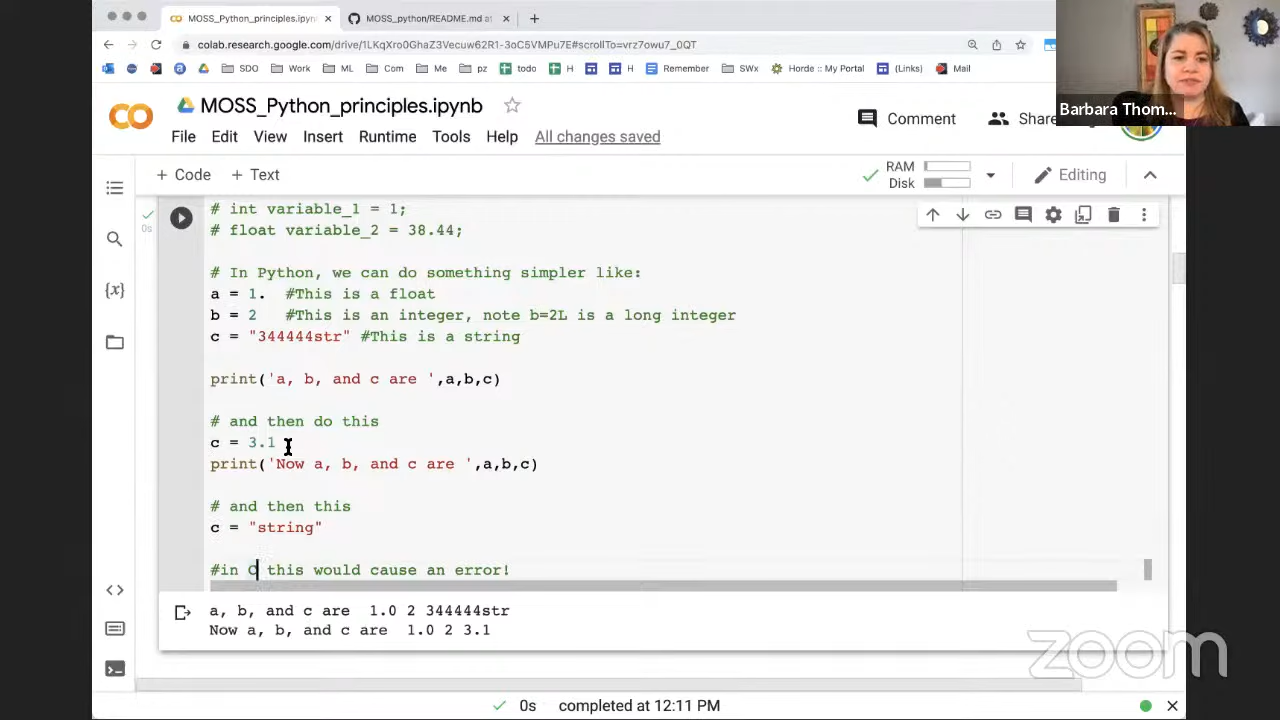 MOSS_Python_principles.ipynb
MOSS_python/README.md at
colab.research.google.com/drive/1LKqXro0GhaZ3Vecuw62R1-3oC5VMPu7E#scrollTo=vrz7owu7_0QT
SDO Work ML Com Me pz todo H H Remember SWx Horde :: My Portal (Links) Mail
Barbara Thom...
MOSS_Python_principles.ipynb
Comment
Share
File Edit View Insert Runtime Tools Help All changes saved
+ Code + Text
RAM
Disk
Editing
0s
# int variable_1 = 1;
# float variable_2 = 38.44;
# In Python, we can do something simpler like:
a = 1. #This is a float
b = 2 #This is an integer, note b=2L is a long integer
c = "344444str" #This is a string
print('a, b, and c are ',a,b,c)
# and then do this
c = 3.1
print('Now a, b, and c are ',a,b,c)
# and then this
c = "string"
#in C this would cause an error!
a, b, and c are 1.0 2 344444str
Now a, b, and c are 1.0 2 3.1
zoom
0s completed at 12:11 PM